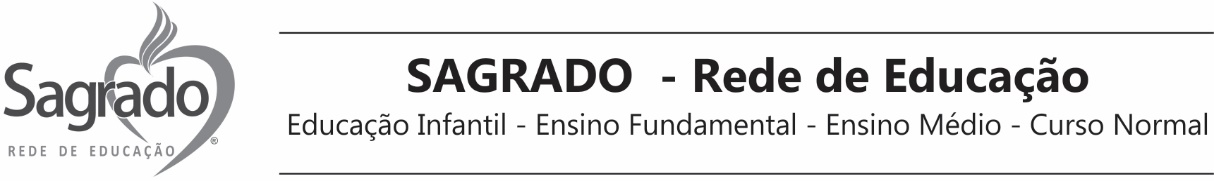 Sagrado®
REDE DE EDUCAÇÃO
SAGRADO - Rede de Educação
Educação Infantil - Ensino Fundamental - Ensino Médio - Curso Normal